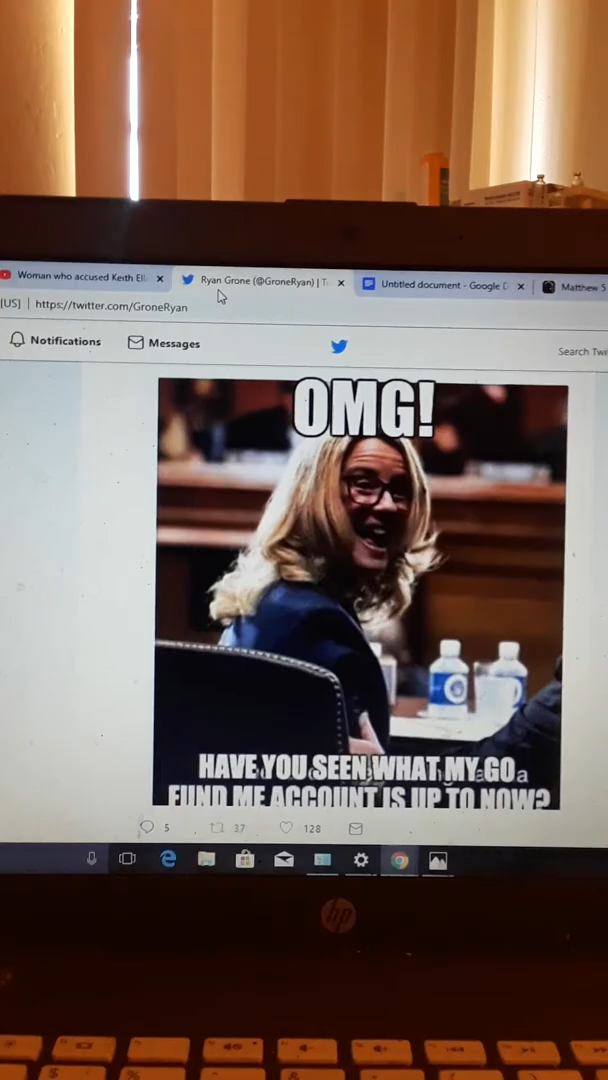 Woman who accused Keith Elli
Ryan Grone (@GroneRyan) | T
Untitled document - Google D
Matthew 5
[US] | https://twitter.com/GroneRyan
Notifications
Messages
Search Twi
OMG!
HAVE YOU SEEN WHAT MY GO
FUND ME ACCOUNT IS UP TO NOW?
5
37
128
hp